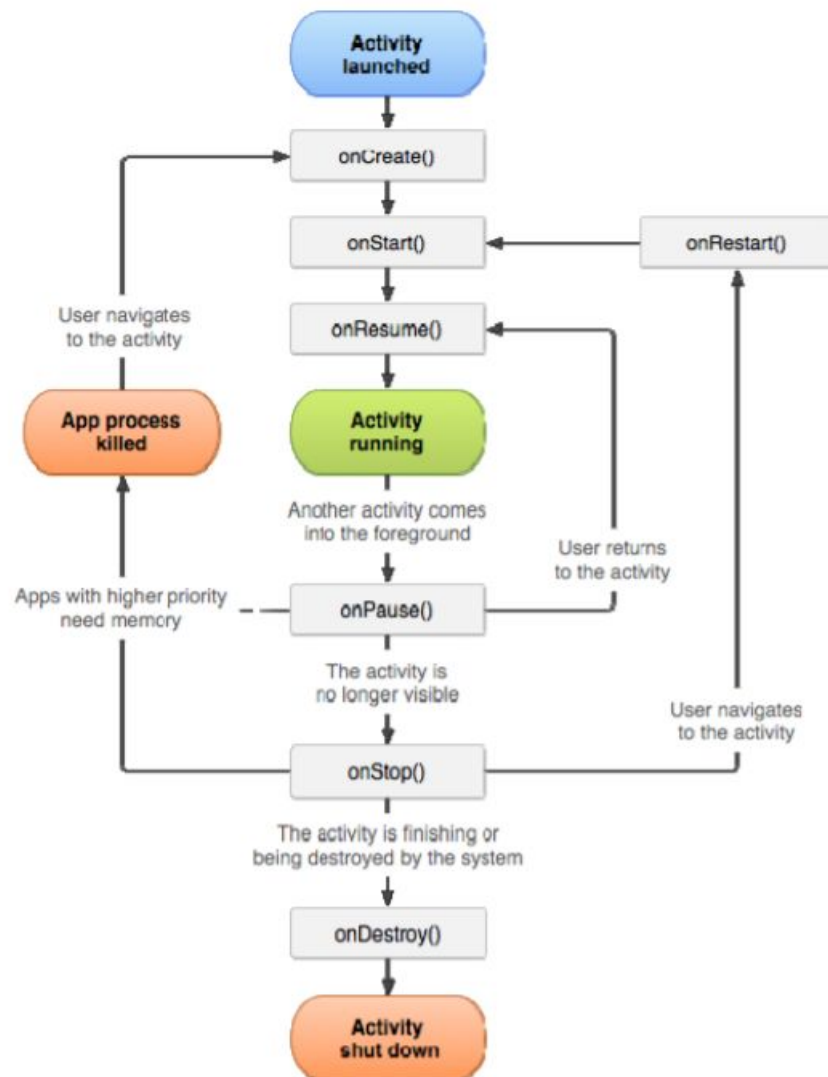 Activity
launched
onCreate()
onStart()
onRestart()
User navigates
to the activity
onResume()
App process
killed
Activity
running
Another activity comes
into the foreground
User returns
to the activity
Apps with higher priority
need memory
onPause()
The activity is
no longer visible
User navigates
to the activity
onStop()
The activity is finishing or
being destroyed by the system
onDestroy()
Activity
shut down